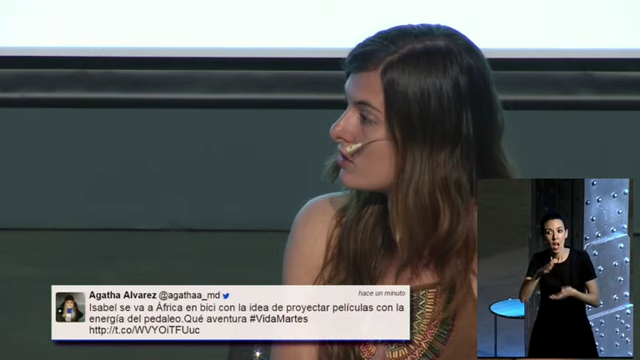 Agatha Alvarez @agathaa_md hace un minuto
Isabel se va a África en bici con la idea de proyectar películas con la
energía del pedaleo.Qué aventura #VidaMartes
http://t.co/WVYOiTFUuc